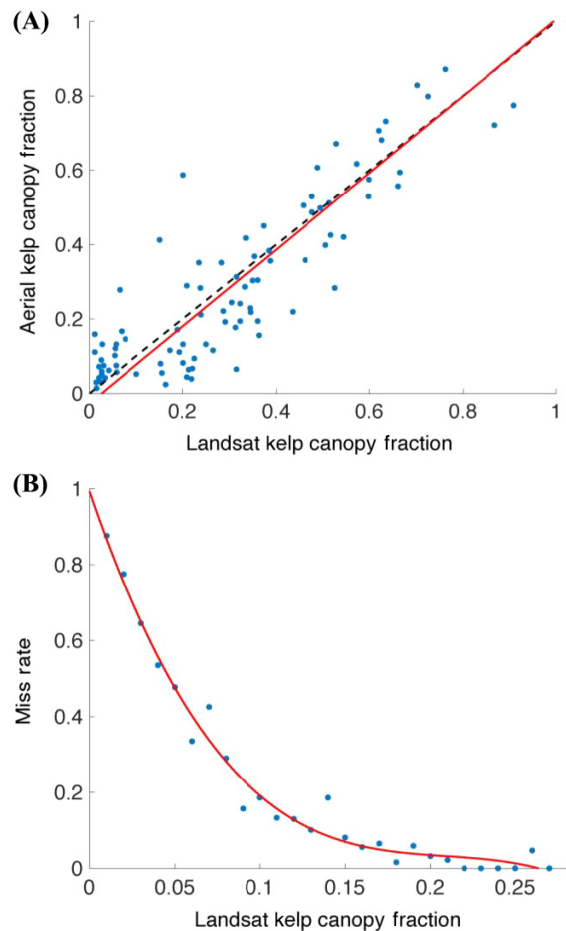 (A)
1
0.8
0.6
0.4
0.2
0
Aerial kelp canopy fraction
0 0.2 0.4 0.6 0.8 1
Landsat kelp canopy fraction
(B)
1
0.8
0.6
0.4
0.2
0
Miss rate
0 0.05 0.1 0.15 0.2 0.25
Landsat kelp canopy fraction